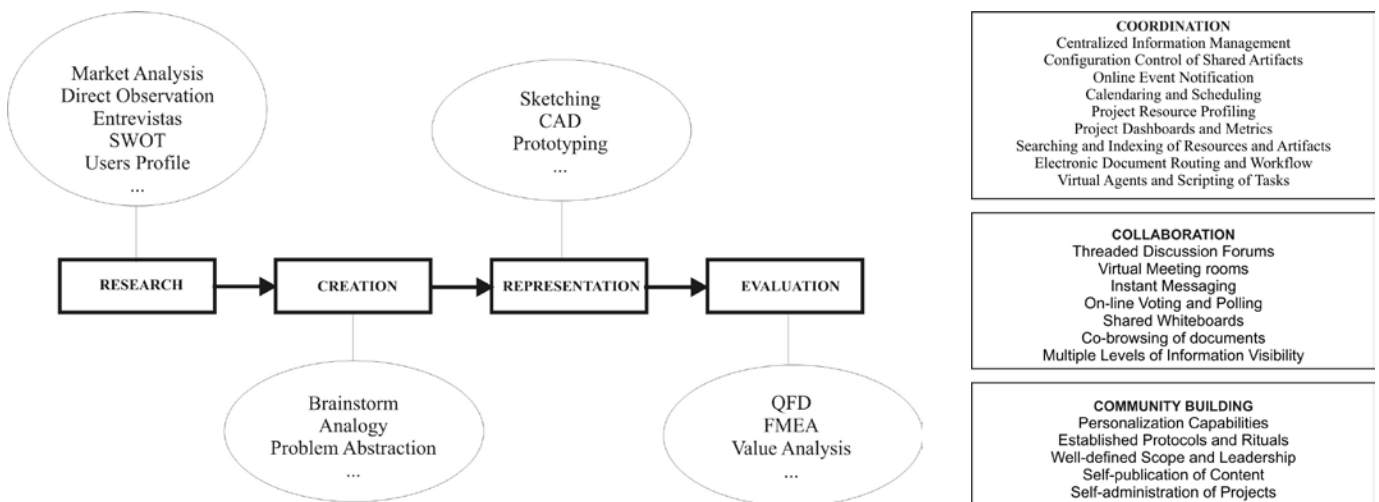 Market Analysis
Direct Observation
Entrevistas
SWOT
Users Profile
...
Sketching
CAD
Prototyping
...
RESEARCH
CREATION
REPRESENTATION
EVALUATION
Brainstorm
Analogy
Problem Abstraction
...
QFD
FMEA
Value Analysis
...
COORDINATION
Centralized Information Management
Configuration Control of Shared Artifacts
Online Event Notification
Calendaring and Scheduling
Project Resource Profiling
Project Dashboards and Metrics
Searching and Indexing of Resources and Artifacts
Electronic Document Routing and Workflow
Virtual Agents and Scripting of Tasks
COLLABORATION
Threaded Discussion Forums
Virtual Meeting rooms
Instant Messaging
On-line Voting and Polling
Shared Whiteboards
Co-browsing of documents
Multiple Levels of Information Visibility
COMMUNITY BUILDING
Personalization Capabilities
Established Protocols and Rituals
Well-defined Scope and Leadership
Self-publication of Content
Self-administration of Projects